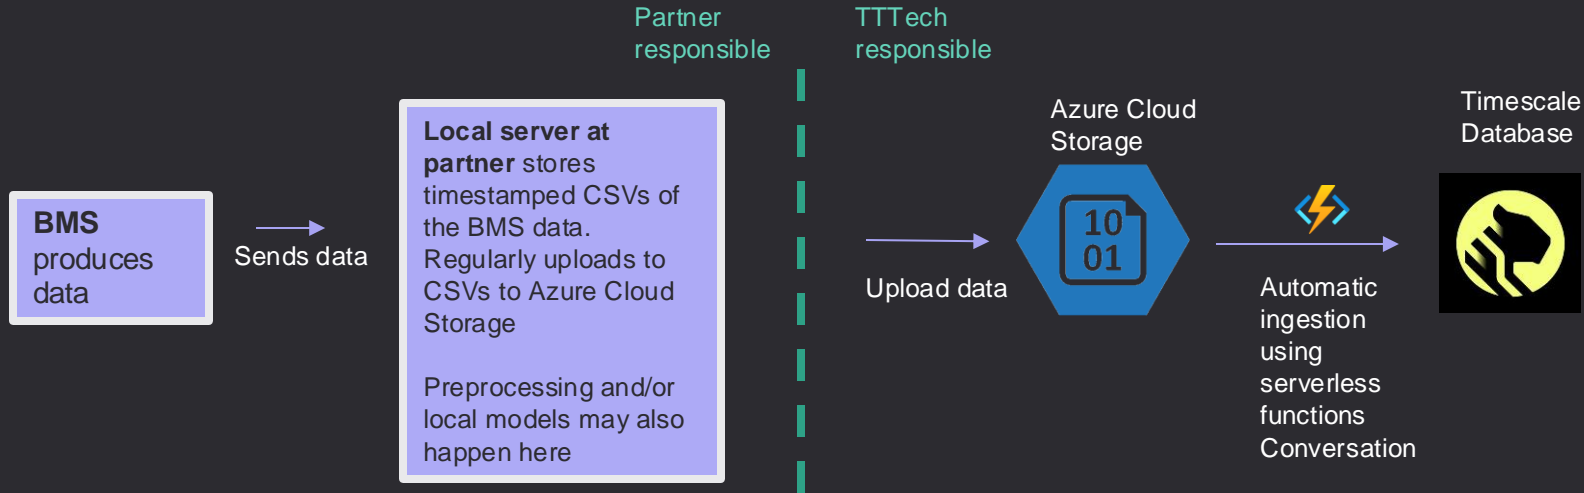 Partner
responsible
TTTech
responsible
BMS
produces
data
Sends data
Local server at
partner stores
timestamped CSVs of
the BMS data.
Regularly uploads to
CSVs to Azure Cloud
Storage
Preprocessing and/or
local models may also
happen here
Upload data
Azure Cloud
Storage
10
01
Automatic
ingestion
using
serverless
functions
Conversation
Timescale
Database